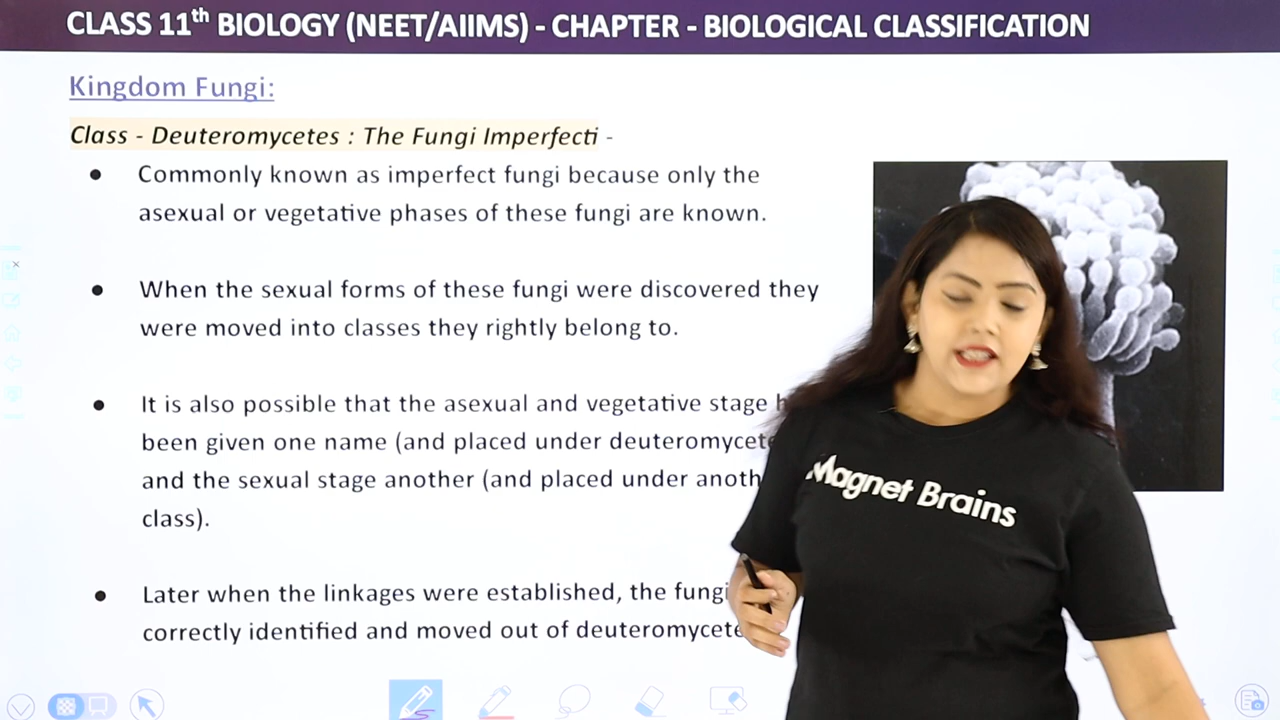 CLASS 11th BIOLOGY (NEET/AIIMS) - CHAPTER - BIOLOGICAL CLASSIFICATION
Kingdom Fungi:
Class - Deuteromycetes : The Fungi Imperfecti -
● Commonly known as imperfect fungi because only the
asexual or vegetative phases of these fungi are known.
● When the sexual forms of these fungi were discovered they
were moved into classes they rightly belong to.
● It is also possible that the asexual and vegetative stage
been given one name (and placed under
and the sexual stage another (and placed under
class).
● Later when the linkages were established, the fungi
correctly identified and moved out of
Magnet Brains